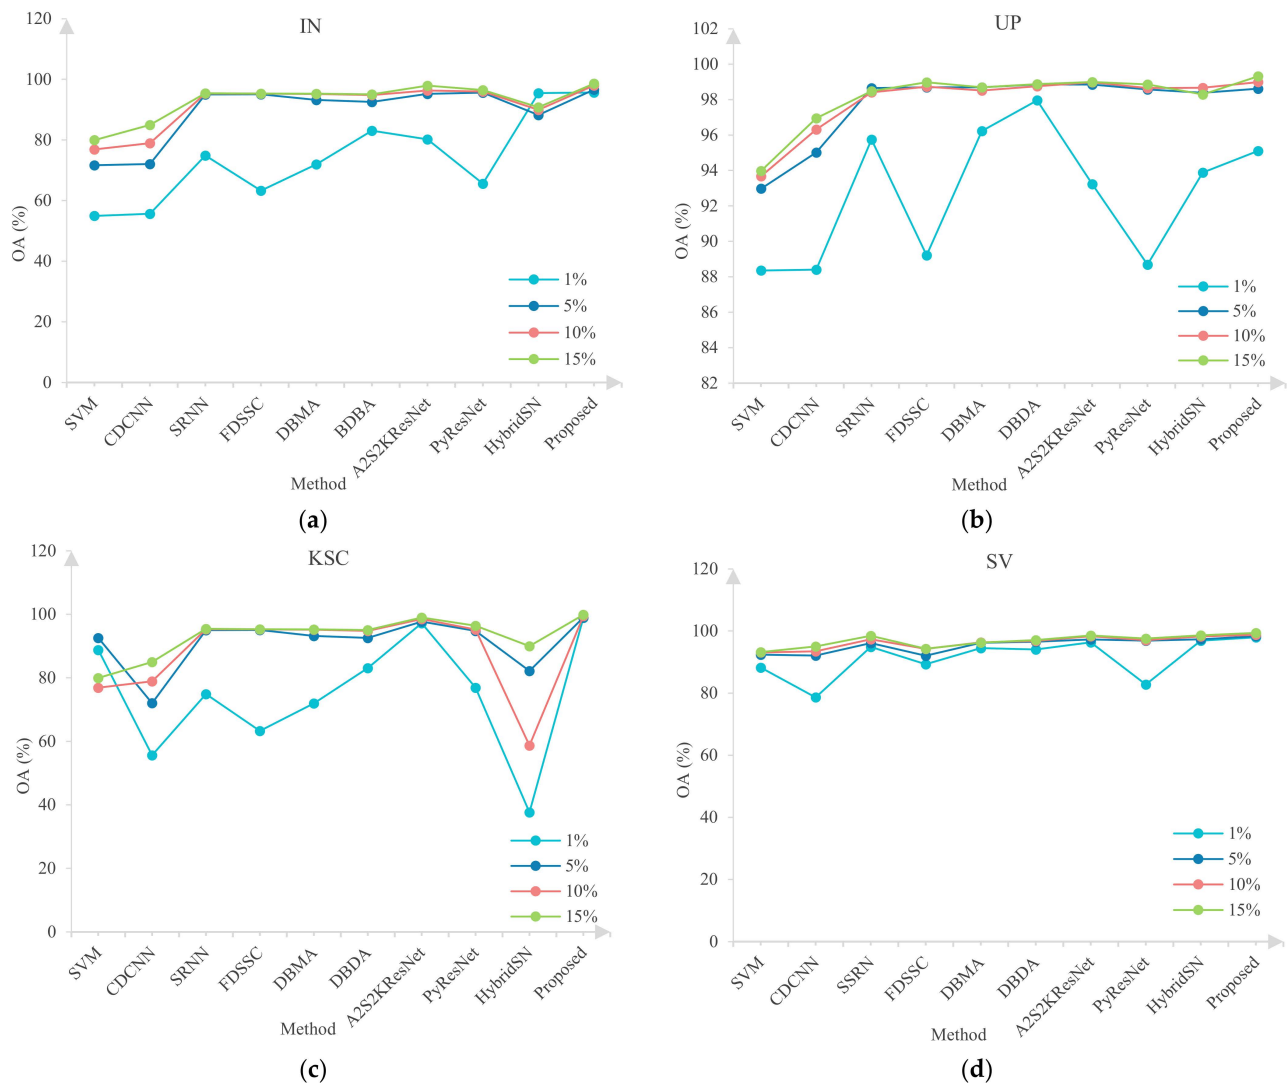 IN
120
100
80
60
40
20
0
OA (%)
1%
5%
10%
15%
SVM
CDCNN
SRNN
FDSSC
DBMA
BDBA
A2S2KResNet
PyResNet
HybridSN
Proposed
Method
(a)
UP
102
100
98
96
94
92
90
88
86
84
82
OA (%)
1%
5%
10%
15%
SVM
CDCNN
SRNN
FDSSC
DBMA
DBDA
A2S2KResNet
PyResNet
HybridSN
Proposed
Method
(b)
KSC
120
100
80
60
40
20
0
OA (%)
1%
5%
10%
15%
SVM
CDCNN
SRNN
FDSSC
DBMA
DBDA
A2S2KResNet
PyResNet
HybridSN
Proposed
Method
(c)
SV
120
100
80
60
40
20
0
OA (%)
1%
5%
10%
15%
SVM
CDCNN
SSRN
FDSSC
DBMA
DBDA
A2S2KResNet
PyResNet
HybridSN
Proposed
Method
(d)